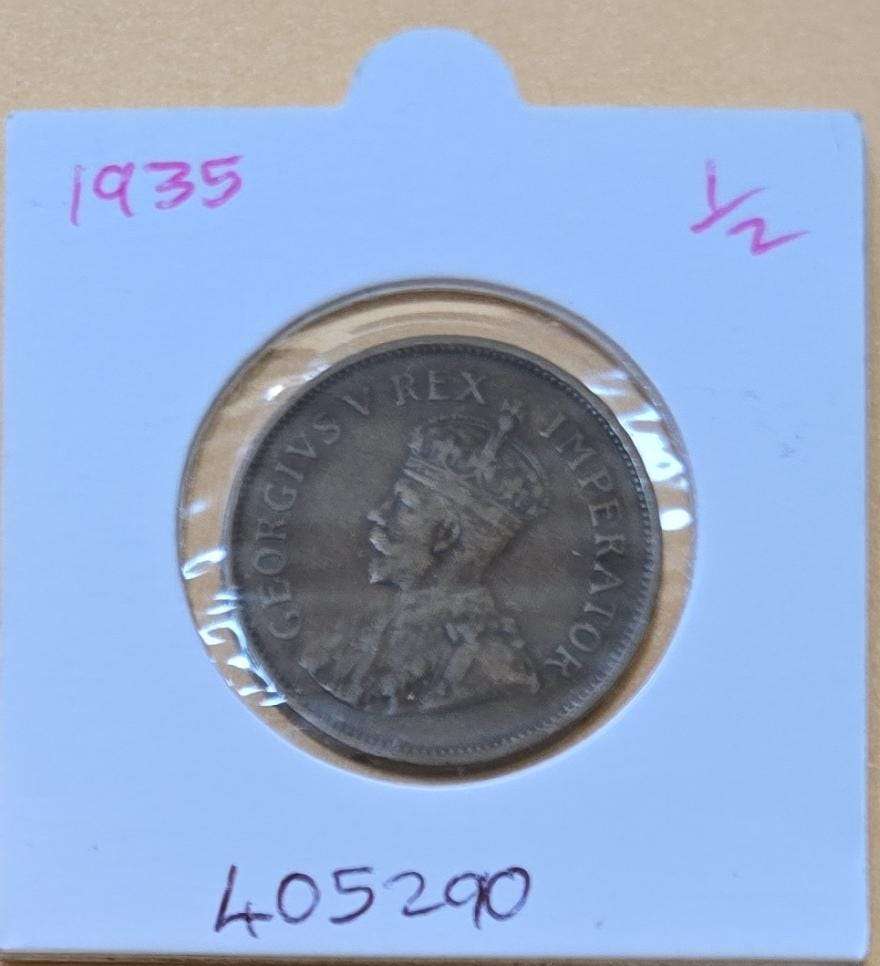 1935
1/2
GEORGIVS V REX IMPERATOR
405290